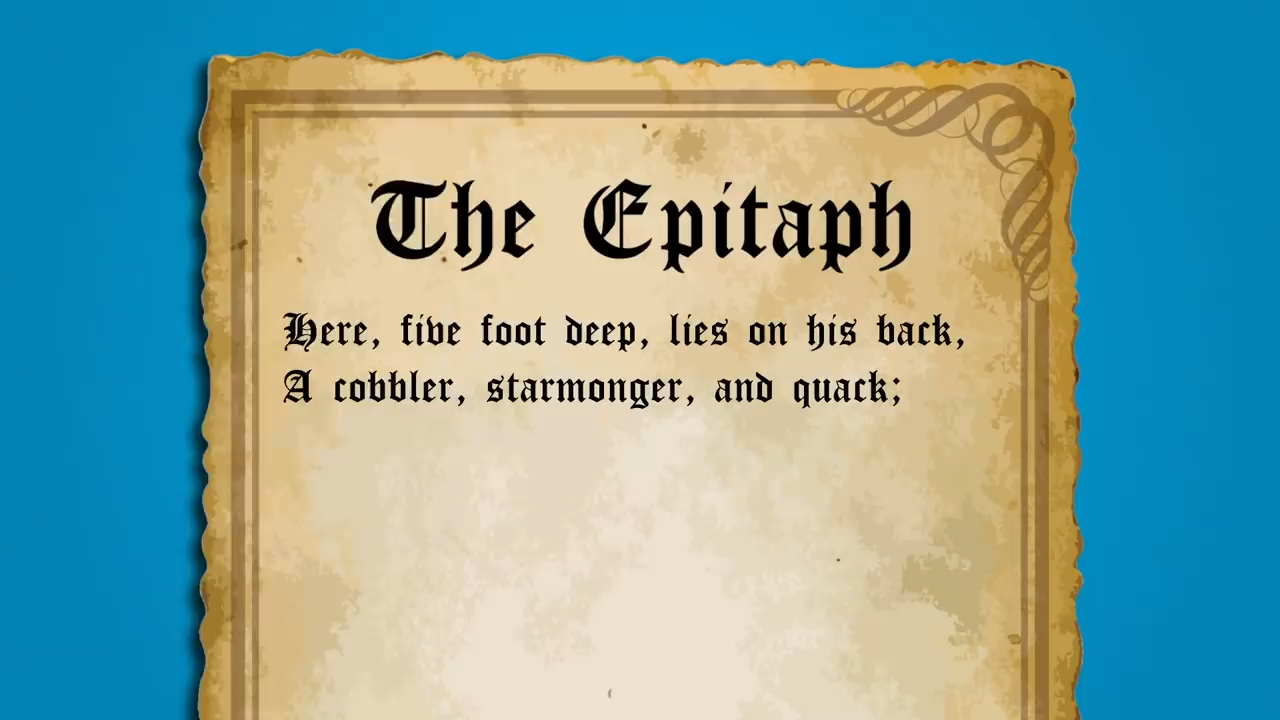 The Epitaph
Here, five foot deep, lies on his back,
A cobbler, starmonger, and quack;